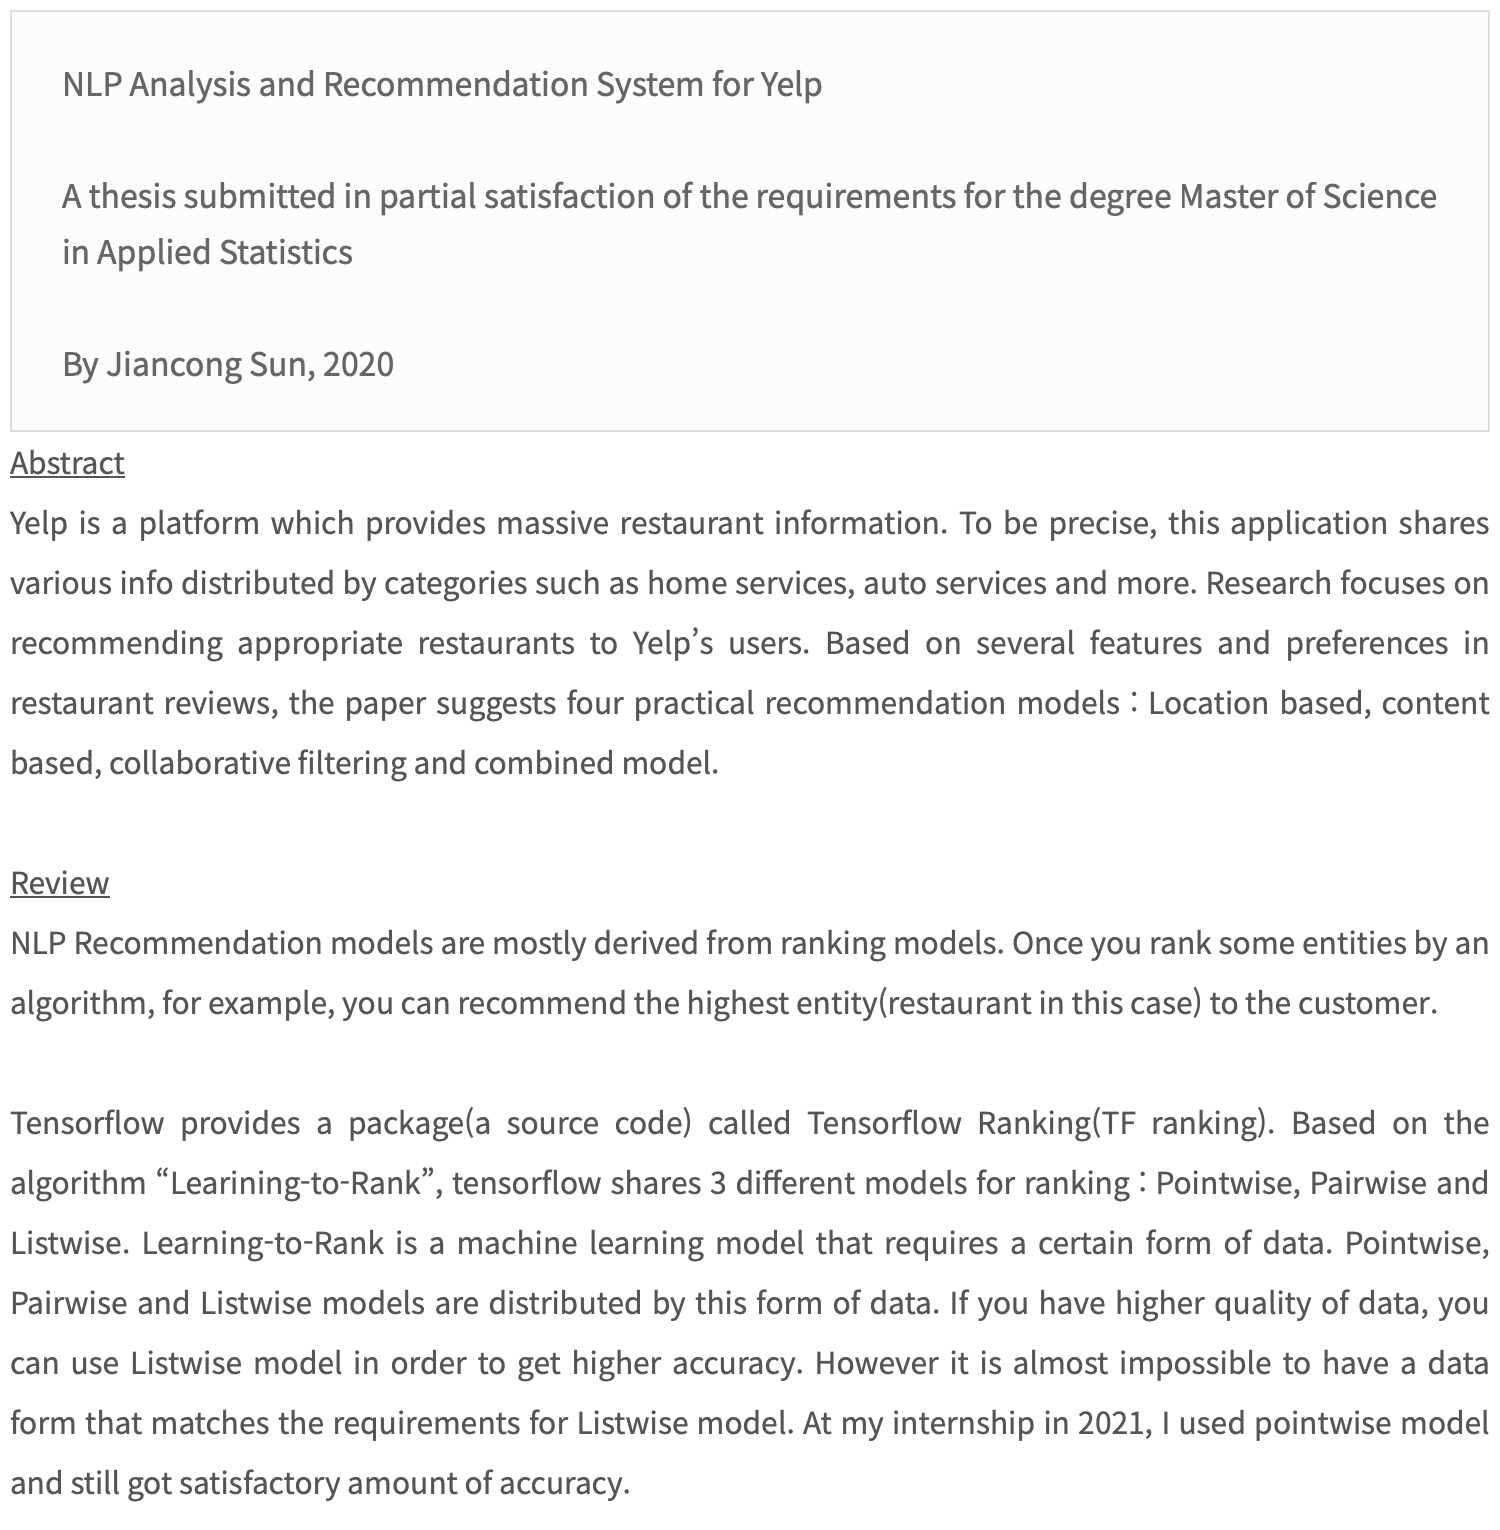 NLP Analysis and Recommendation System for Yelp
A thesis submitted in partial satisfaction of the requirements for the degree Master of Science
in Applied Statistics
By Jiancong Sun, 2020
Abstract
Yelp is a platform which provides massive restaurant information. To be precise, this application shares
various info distributed by categories such as home services, auto services and more. Research focuses on
recommending appropriate restaurants to Yelp’s users. Based on several features and preferences in
restaurant reviews, the paper suggests four practical recommendation models : Location based, content
based, collaborative filtering and combined model.
Review
NLP Recommendation models are mostly derived from ranking models. Once you rank some entities by an
algorithm, for example, you can recommend the highest entity(restaurant in this case) to the customer.
Tensorflow provides a package(a source code) called Tensorflow Ranking(TF ranking). Based on the
algorithm “Learining-to-Rank”, tensorflow shares 3 different models for ranking : Pointwise, Pairwise and
Listwise. Learning-to-Rank is a machine learning model that requires a certain form of data. Pointwise,
Pairwise and Listwise models are distributed by this form of data. If you have higher quality of data, you
can use Listwise model in order to get higher accuracy. However it is almost impossible to have a data
form that matches the requirements for Listwise model. At my internship in 2021, I used pointwise model
and still got satisfactory amount of accuracy.